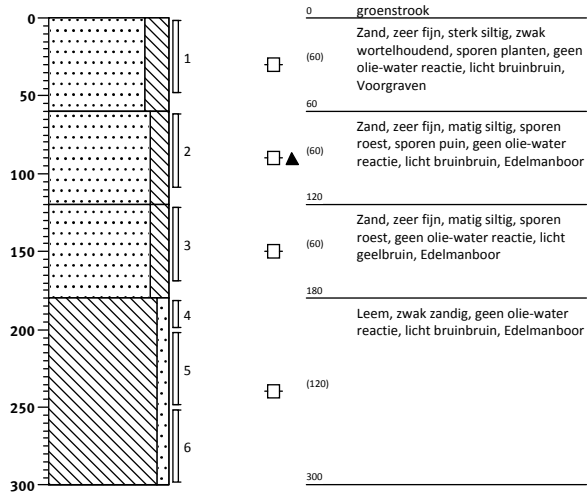 0
50
100
150
200
250
300
1
2
3
4
5
6
0 groenstrook
Zand, zeer fijn, sterk siltig, zwak
(60) wortelhoudend, sporen planten, geen
olie-water reactie, licht bruinbruin,
Voorgraven
60
Zand, zeer fijn, matig siltig, sporen
(60) roest, sporen puin, geen olie-water
reactie, licht bruinbruin, Edelmanboor
120
Zand, zeer fijn, matig siltig, sporen
(60) roest, geen olie-water reactie, licht
geelbruin, Edelmanboor
180
Leem, zwak zandig, geen olie-water
reactie, licht bruinbruin, Edelmanboor
(120)
300